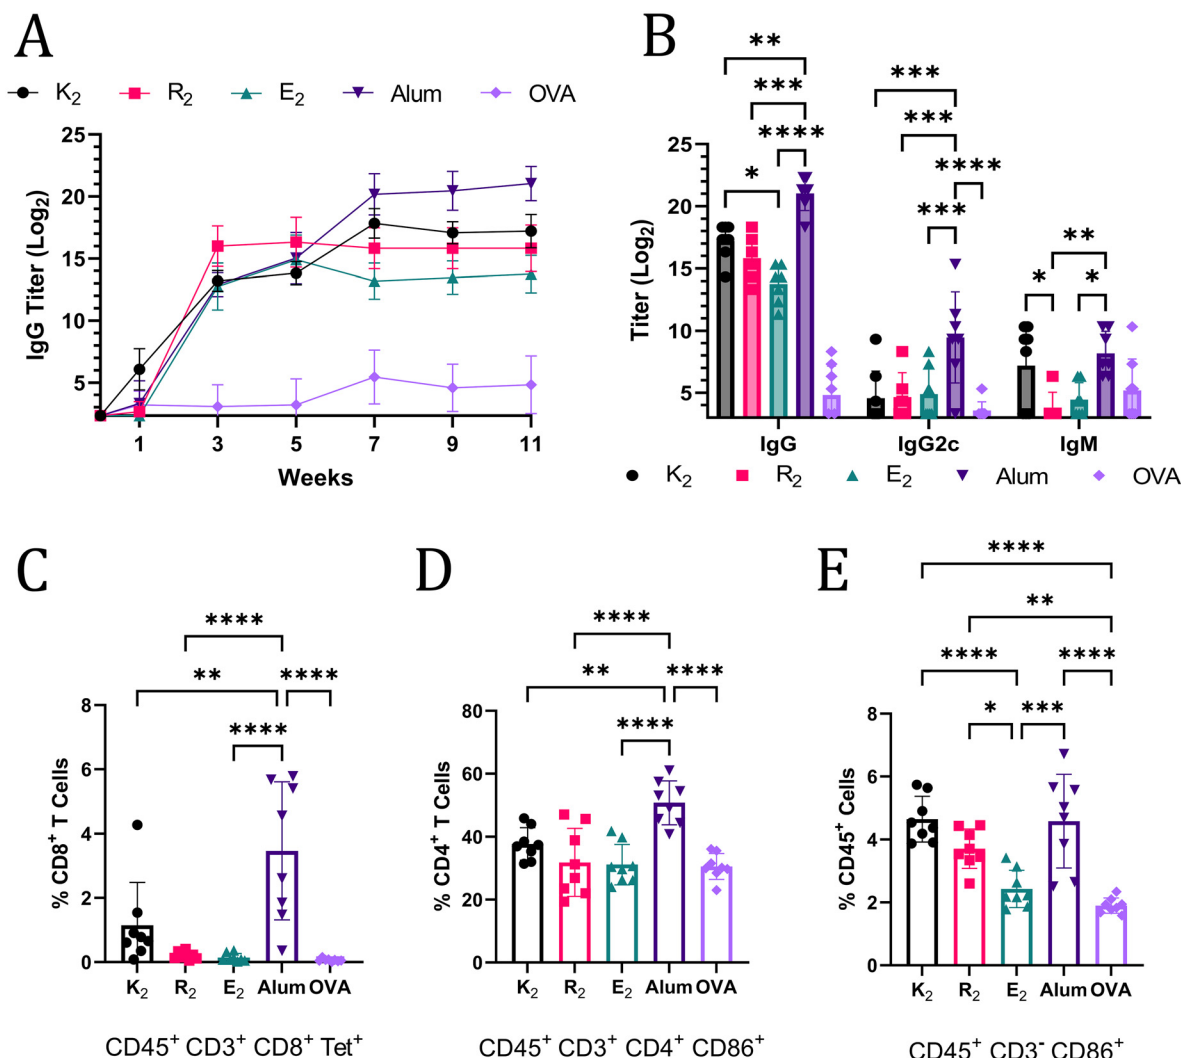 A
K₂ R₂ E₂ Alum OVA
IgG Titer (Log₂)
25
20
15
10
5
1 3 5 7 9 11
Weeks
B
** *** **** *
*** *** **** ***
** * *
Titer (Log₂)
25
20
15
10
5
IgG IgG2c IgM
K₂ R₂ E₂ Alum OVA
C
****
** ****
****
% CD8⁺ T Cells
8
6
4
2
0
K₂ R₂ E₂ Alum OVA
CD45⁺ CD3⁺ CD8⁺ Tet⁺
D
****
** ****
****
% CD4⁺ T Cells
80
60
40
20
0
K₂ R₂ E₂ Alum OVA
CD45⁺ CD3⁺ CD4⁺ CD86⁺
E
****
**
**** ****
* ***
% CD45⁺ Cells
8
6
4
2
0
K₂ R₂ E₂ Alum OVA
CD45⁺ CD3⁻ CD86⁺